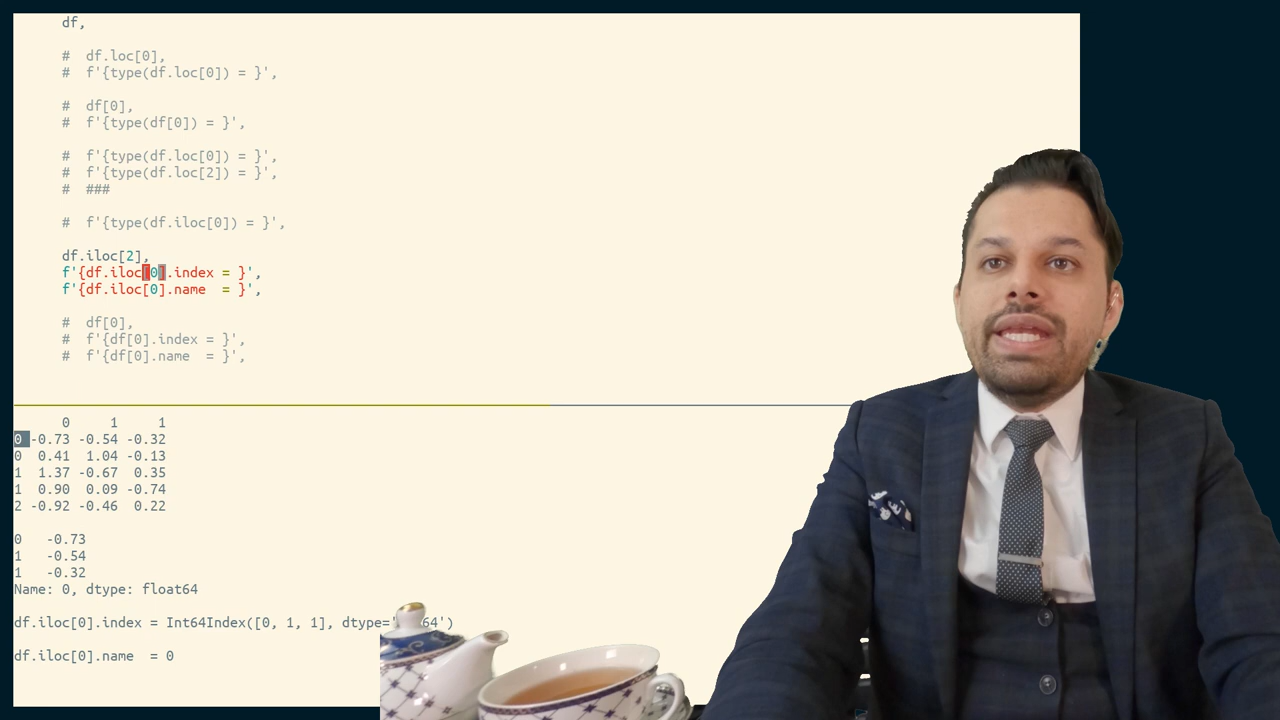 df,
# df.loc[0],
# f'{type(df.loc[0]) = }',
# df[0],
# f'{type(df[0]) = }',
# f'{type(df.loc[0]) = }',
# f'{type(df.loc[2]) = }',
# ###
# f'{type(df.iloc[0]) = }',
df.iloc[2],
f'{df.iloc[0].index = }',
f'{df.iloc[0].name  = }',
# df[0],
# f'{df[0].index = }',
# f'{df[0].name  = }',
0 1 1
0 -0.73 -0.54 -0.32
0 0.41 1.04 -0.13
1 1.37 -0.67 0.35
1 0.90 0.09 -0.74
2 -0.92 -0.46 0.22
0 -0.73
1 -0.54
1 -0.32
Name: 0, dtype: float64
df.iloc[0].index = Int64Index([0, 1, 1], dtype=' 64')
df.iloc[0].name  = 0